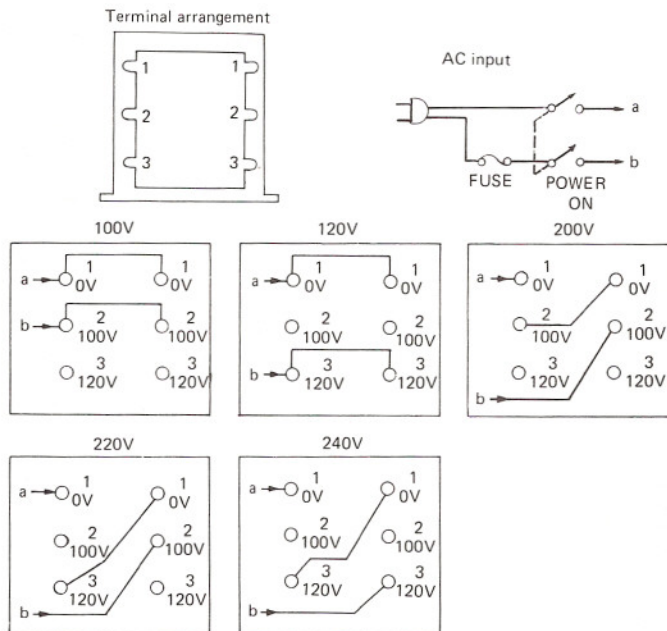 Terminal arrangement
1 1
2 2
3 3
AC input
a
b
FUSE POWER
ON
100V
a 1 1
0V 0V
b 2 2
100V 100V
3 3
120V 120V
120V
a 1 1
0V 0V
2 2
100V 100V
b 3 3
120V 120V
200V
a 1 1
0V 0V
2 2
100V 100V
3 3
120V 120V
b
220V
a 1 1
0V 0V
2 2
100V 100V
3 3
120V 120V
b
240V
a 1 1
0V 0V
2 2
100V 100V
3 3
120V 120V
b